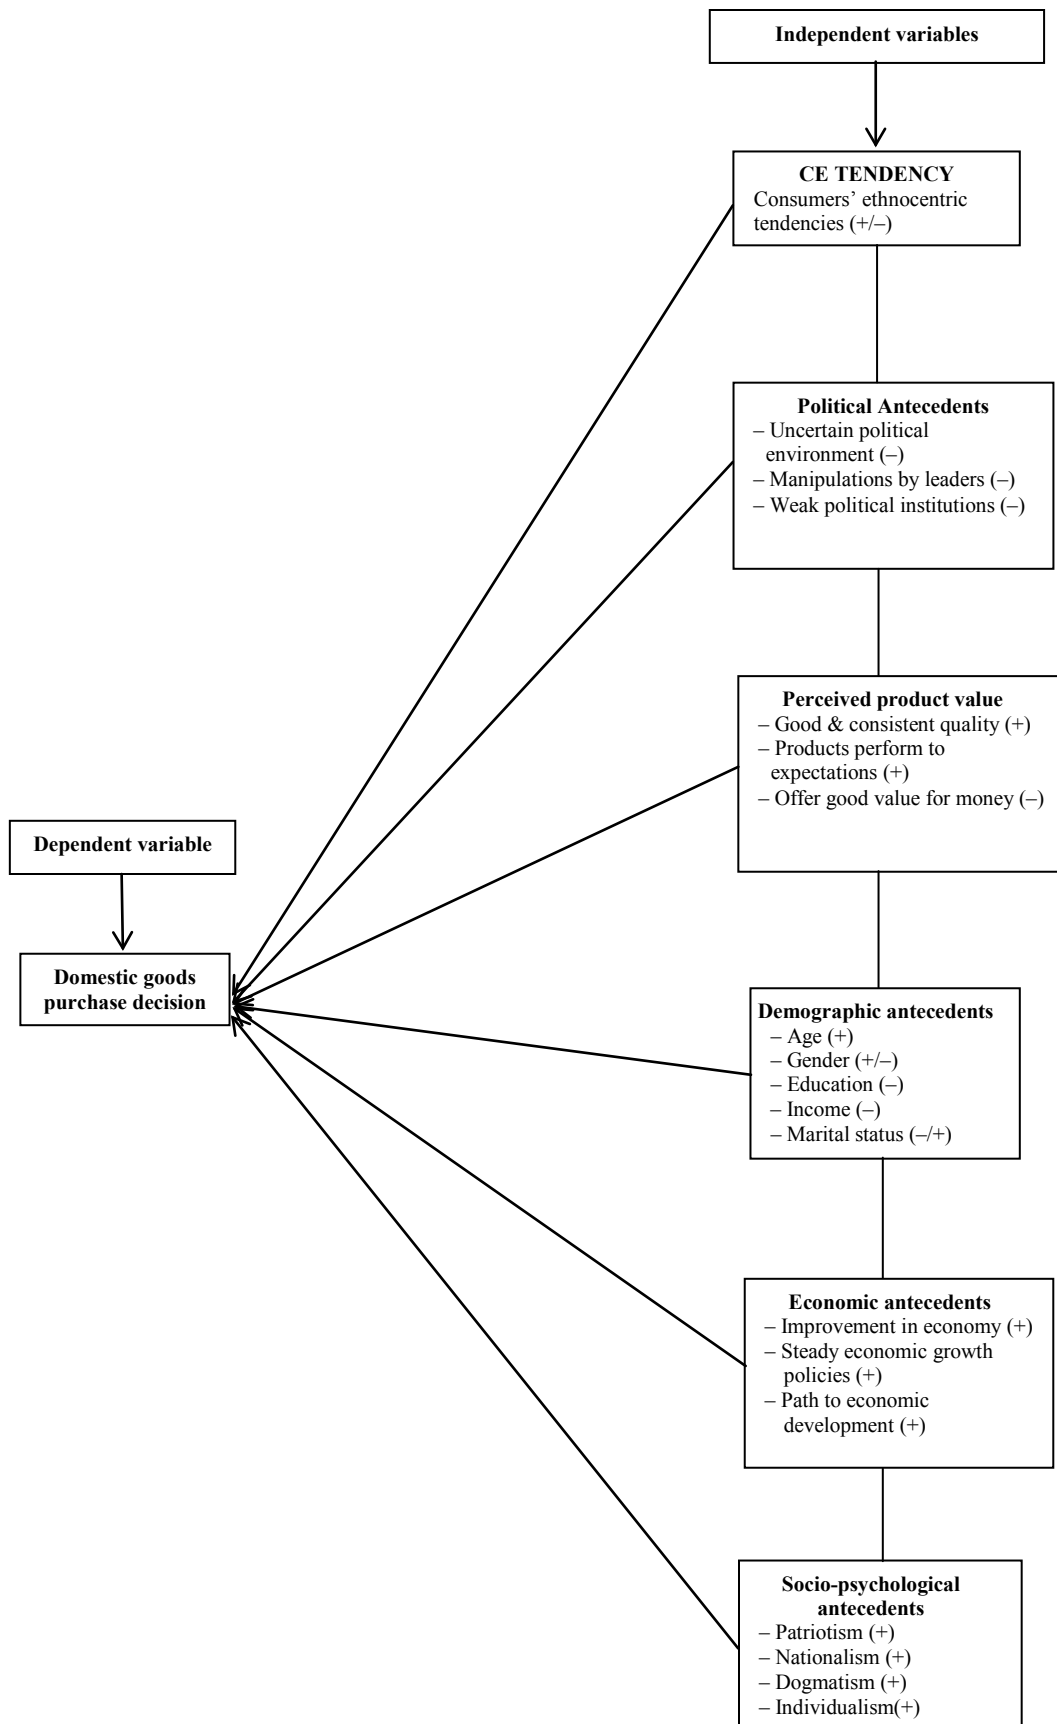 Independent variables
CE TENDENCY
Consumers’ ethnocentric
tendencies (+/–)
Political Antecedents
– Uncertain political
environment (–)
– Manipulations by leaders (–)
– Weak political institutions (–)
Perceived product value
– Good & consistent quality (+)
– Products perform to
expectations (+)
– Offer good value for money (–)
Dependent variable
Domestic goods
purchase decision
Demographic antecedents
– Age (+)
– Gender (+/–)
– Education (–)
– Income (–)
– Marital status (–/+)
Economic antecedents
– Improvement in economy (+)
– Steady economic growth
policies (+)
– Path to economic
development (+)
Socio-psychological
antecedents
– Patriotism (+)
– Nationalism (+)
– Dogmatism (+)
– Individualism(+)